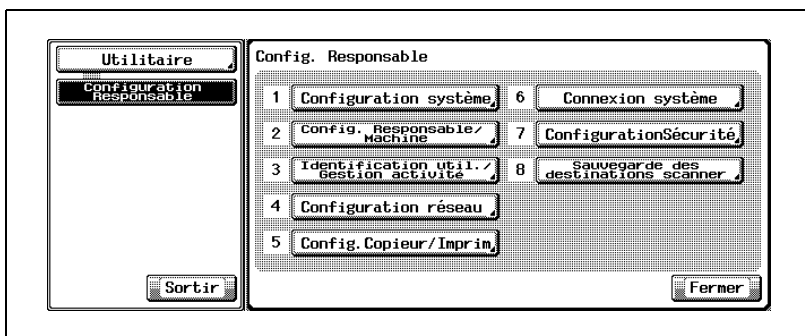 Utilitaire
Configuration
Responsable
Sortir
Config. Responsable
1 Configuration système
2 Config. Responsable/
Machine
3 Identification util./
Gestion activité
4 Configuration réseau
5 Config.Copieur/Imprim
6 Connexion système
7 ConfigurationSécurité
8 Sauvegarde des
destinations scanner
Fermer